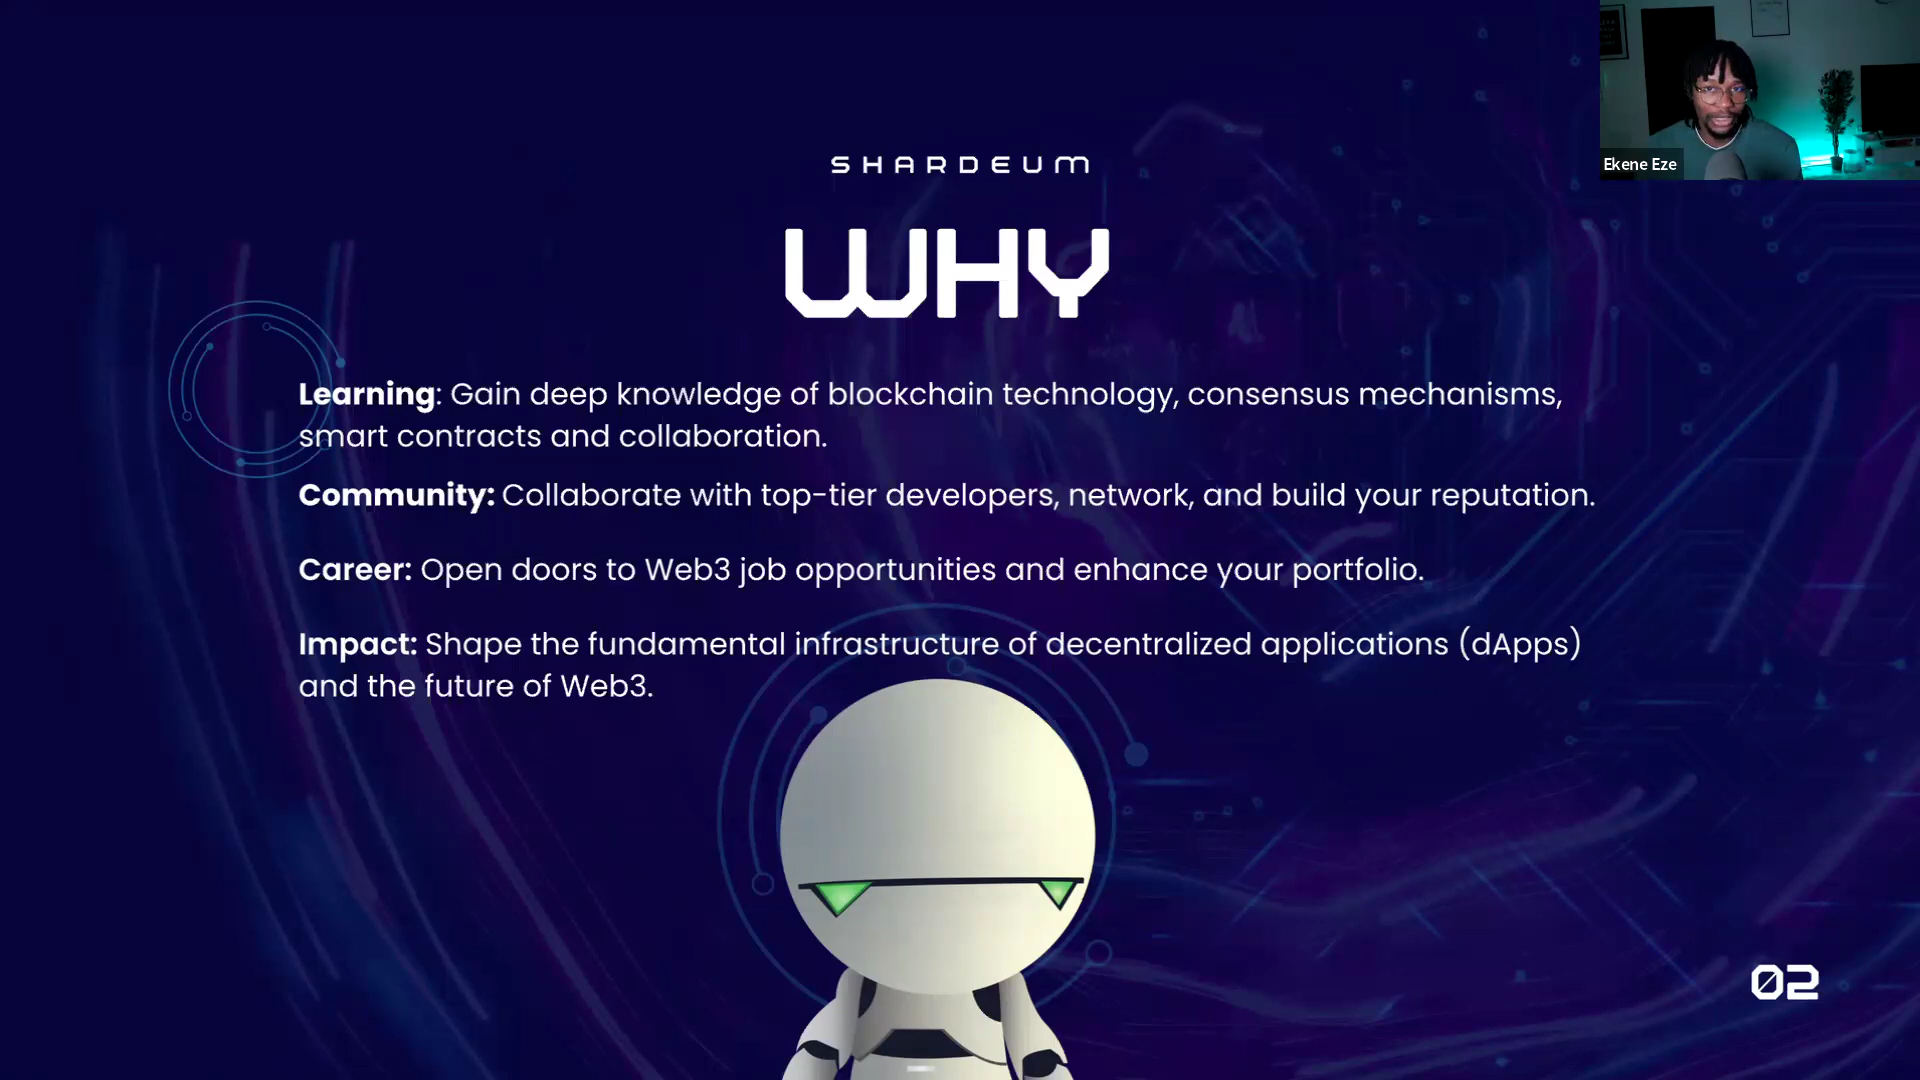 SHARDEUM
WHY
Learning: Gain deep knowledge of blockchain technology, consensus mechanisms,
smart contracts and collaboration.
Community: Collaborate with top-tier developers, network, and build your reputation.
Career: Open doors to Web3 job opportunities and enhance your portfolio.
Impact: Shape the fundamental infrastructure of decentralized applications (dApps)
and the future of Web3.
Ekene Eze
02